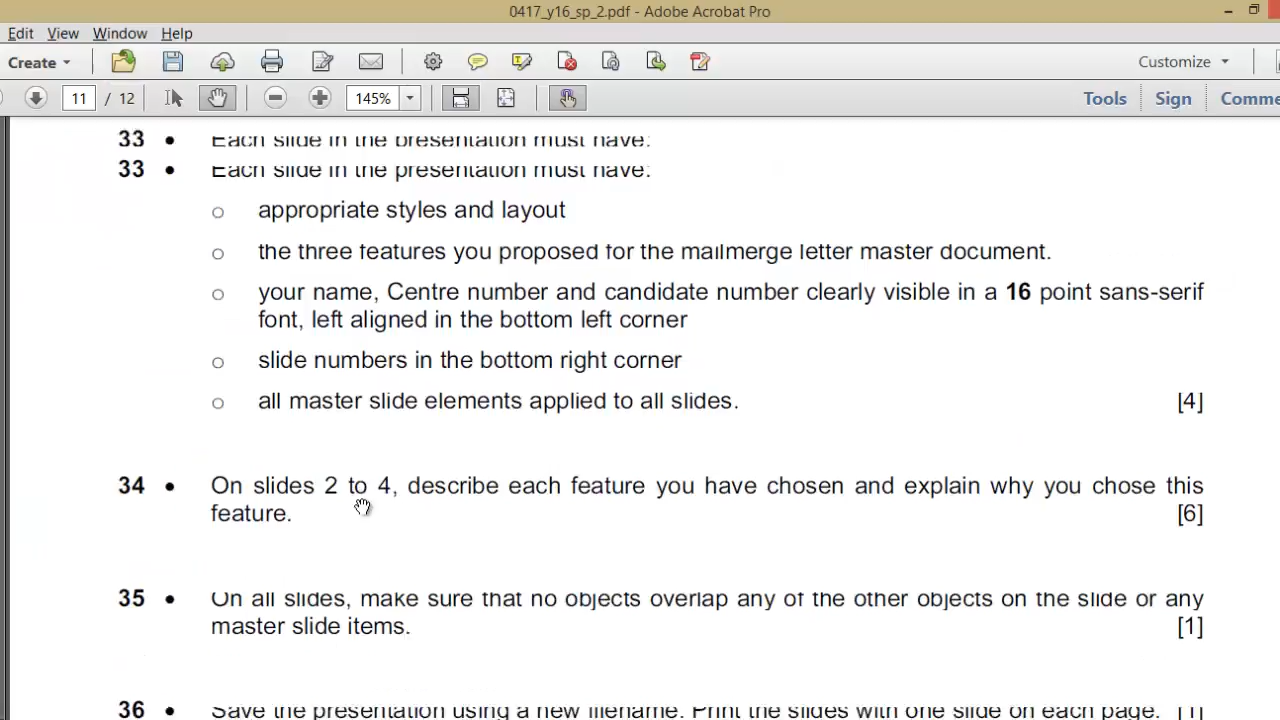 0417_y16_sp_2.pdf - Adobe Acrobat Pro
Edit View Window Help
Create Customize
11 / 12 145% Tools Sign Comme
33 • Each slide in the presentation must have:
33 • Each slide in the presentation must have:
o appropriate styles and layout
o the three features you proposed for the mailmerge letter master document.
o your name, Centre number and candidate number clearly visible in a 16 point sans-serif
font, left aligned in the bottom left corner
o slide numbers in the bottom right corner
o all master slide elements applied to all slides. [4]
34 • On slides 2 to 4, describe each feature you have chosen and explain why you chose this
feature. [6]
35 • On all slides, make sure that no objects overlap any of the other objects on the slide or any
master slide items. [1]
36 • Save the presentation using a new filename. Print the slides with one slide on each page. [1]